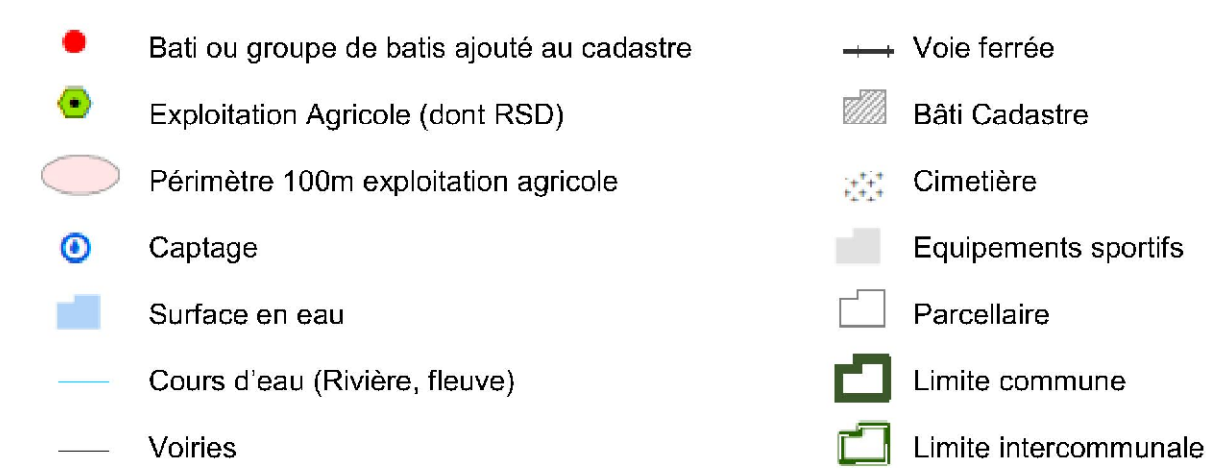 Bati ou groupe de batis ajouté au cadastre
Exploitation Agricole (dont RSD)
Périmètre 100m exploitation agricole
Captage
Surface en eau
Cours d'eau (Rivière, fleuve)
Voiries
Voie ferrée
Bâti Cadastre
Cimetière
Equipements sportifs
Parcellaire
Limite commune
Limite intercommunale